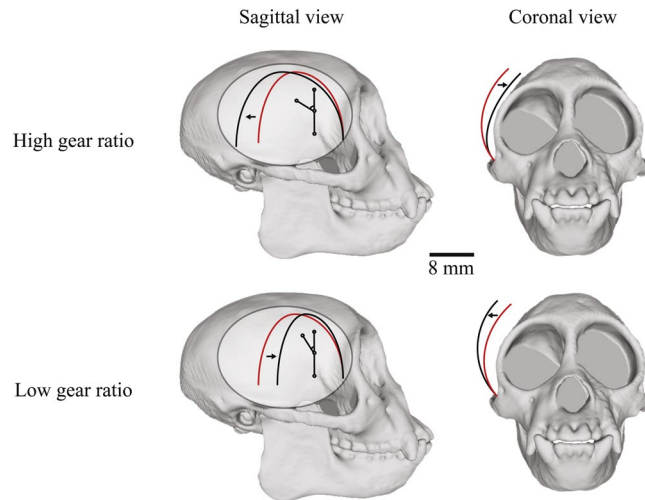 Sagittal view
Coronal view
High gear ratio
8 mm
Low gear ratio